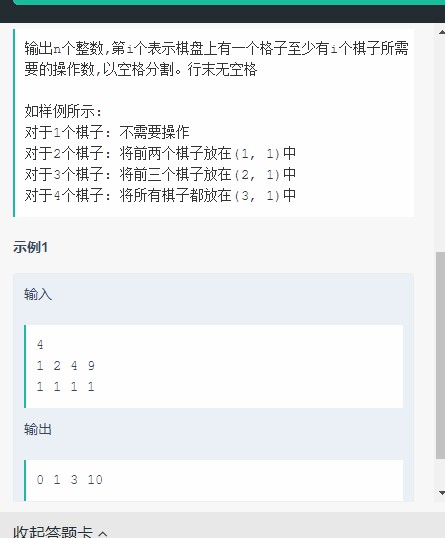 输出n个整数,第i个表示棋盘上有一个格子至少有i个棋子所需
要的操作数,以空格分割。行末无空格
如样例所示:
对于1个棋子: 不需要操作
对于2个棋子: 将前两个棋子放在(1, 1)中
对于3个棋子: 将前三个棋子放在(2, 1)中
对于4个棋子: 将所有棋子都放在(3, 1)中
示例1
输入
4
1 2 4 9
1 1 1 1
输出
0 1 3 10
收起答题卡